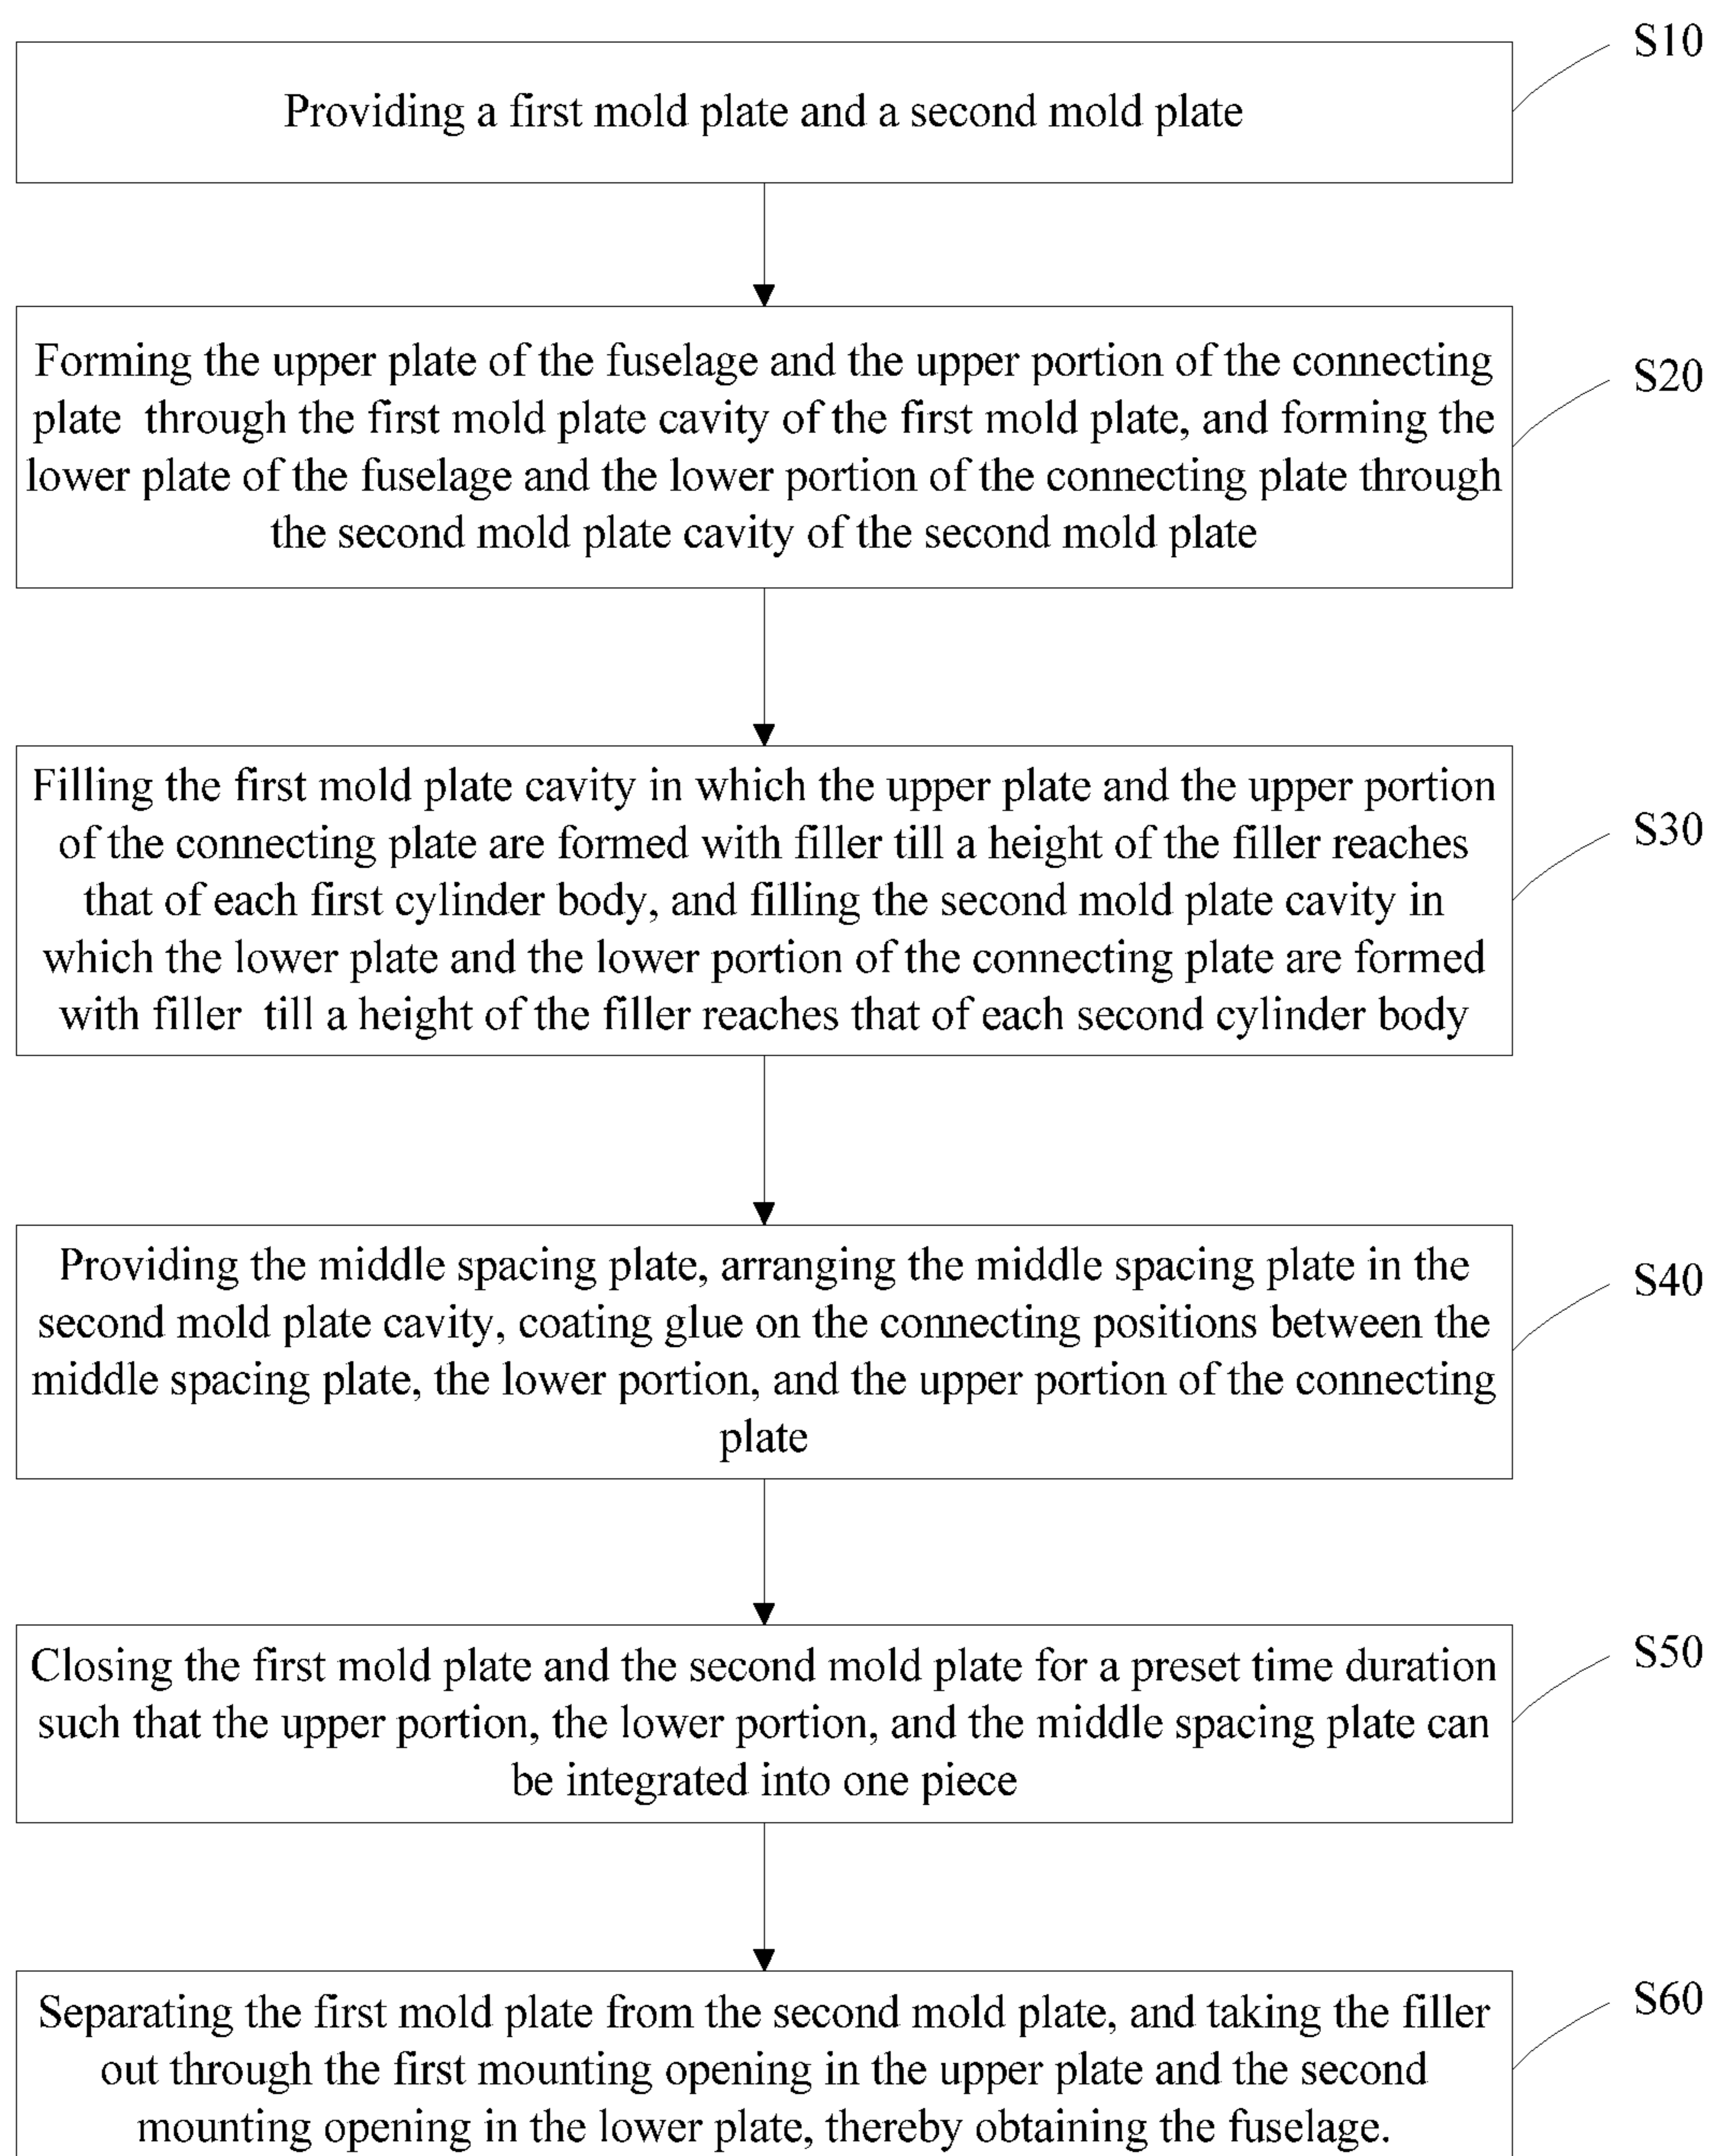 S10
Providing a first mold plate and a second mold plate
Forming the upper plate of the fuselage and the upper portion of the connecting
plate through the first mold plate cavity of the first mold plate, and forming the
lower plate of the fuselage and the lower portion of the connecting plate through
the second mold plate cavity of the second mold plate
S20
Filling the first mold plate cavity in which the upper plate and the upper portion
of the connecting plate are formed with filler till a height of the filler reaches
that of each first cylinder body, and filling the second mold plate cavity in
which the lower plate and the lower portion of the connecting plate are formed
with filler till a height of the filler reaches that of each second cylinder body
S30
Providing the middle spacing plate, arranging the middle spacing plate in the
second mold plate cavity, coating glue on the connecting positions between the
middle spacing plate, the lower portion, and the upper portion of the connecting
plate
S40
Closing the first mold plate and the second mold plate for a preset time duration
such that the upper portion, the lower portion, and the middle spacing plate can
be integrated into one piece
S50
Separating the first mold plate from the second mold plate, and taking the filler
out through the first mounting opening in the upper plate and the second
mounting opening in the lower plate, thereby obtaining the fuselage.
S60